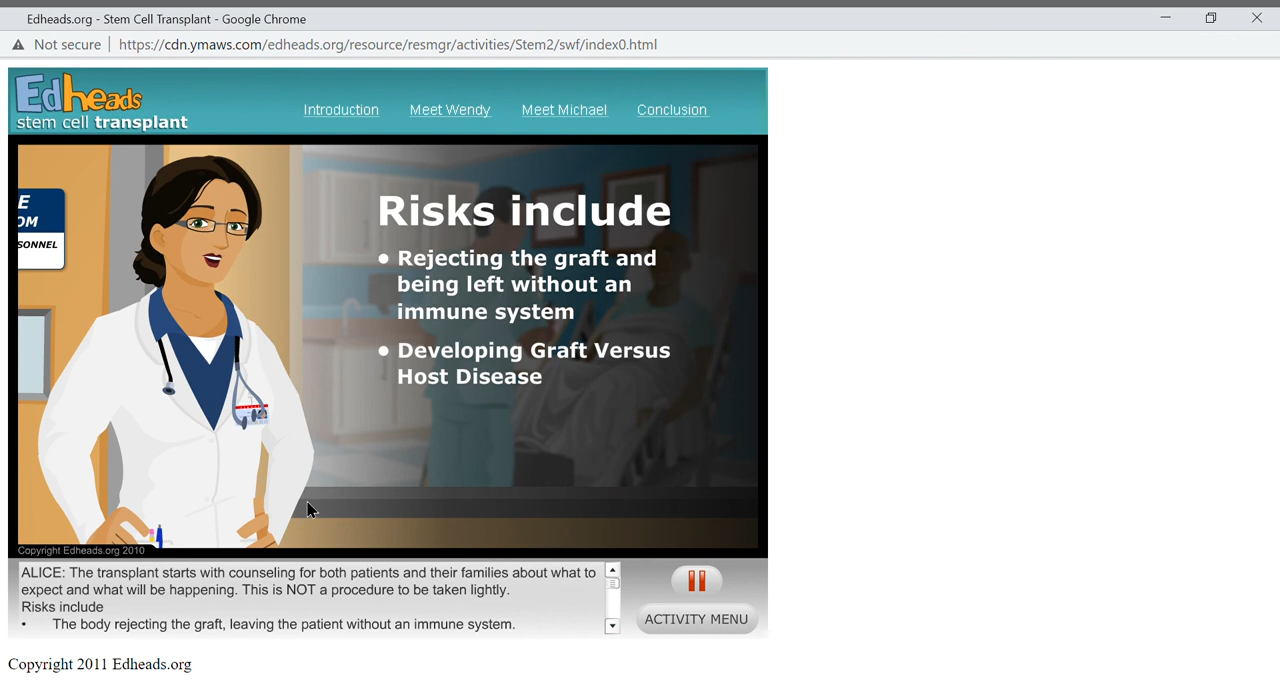 Edheads.org - Stem Cell Transplant - Google Chrome
Not secure | https://cdn.ymaws.com/edheads.org/resource/resmgr/activities/Stem2/swf/index0.html
Edheads
stem cell transplant
Introduction Meet Wendy Meet Michael Conclusion
E
OM
SONNEL
Risks include
• Rejecting the graft and
being left without an
immune system
• Developing Graft Versus
Host Disease
Copyright Edheads.org 2010
ALICE: The transplant starts with counseling for both patients and their families about what to
expect and what will be happening. This is NOT a procedure to be taken lightly.
Risks include
• The body rejecting the graft, leaving the patient without an immune system.
ACTIVITY MENU
Copyright 2011 Edheads.org